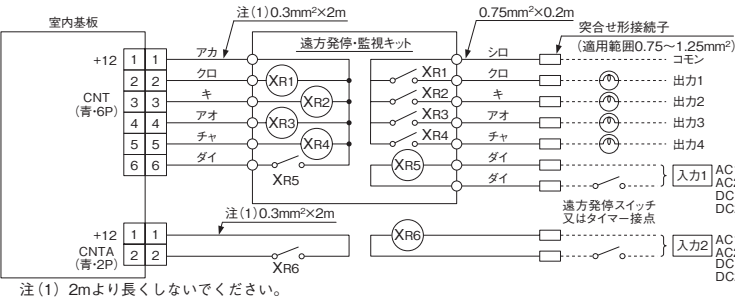 注(1)0.3mm²×2m
0.75mm²×0.2m
突合せ形接続子
(適用範囲0.75~1.25mm²)
室内基板
遠方発停・監視キット
+12 1 1 アカ シロ コモン
2 2 クロ XR1 XR1 クロ 出力1
CNT
(青・6P)
3 3 キ XR2 XR2 キ 出力2
4 4 アオ XR3 XR3 アオ 出力3
5 5 チャ XR4 XR4 チャ 出力4
6 6 ダイ XR5 XR5 ダイ
ダイ
入力1
AC
DC
遠方発停スイッチ
又はタイマー接点
注(1)0.3mm²×2m
+12 1 1
CNTA
(青・2P)
2 2 XR6 XR6
入力2
AC
DC
注(1) 2mより長くしないでください。